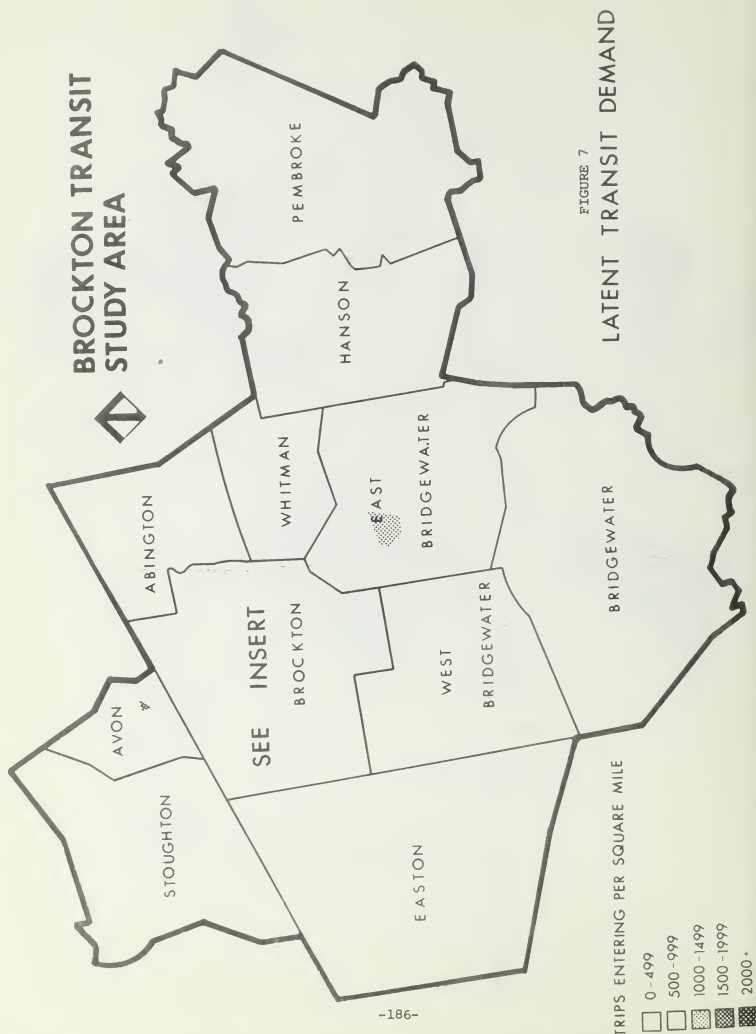 BROCKTON TRANSIT
STUDY AREA
STOUGHTON
AVON
ABINGTON
SEE INSERT
BROCKTON
WHITMAN
HANSON
PEMBROKE
EASTON
WEST
BRIDGEWATER
EAST
BRIDGEWATER
BRIDGEWATER
TRIPS ENTERING PER SQUARE MILE
0-499
500-999
1000-1499
1500-1999
2000+
FIGURE 7
LATENT TRANSIT DEMAND
-186-